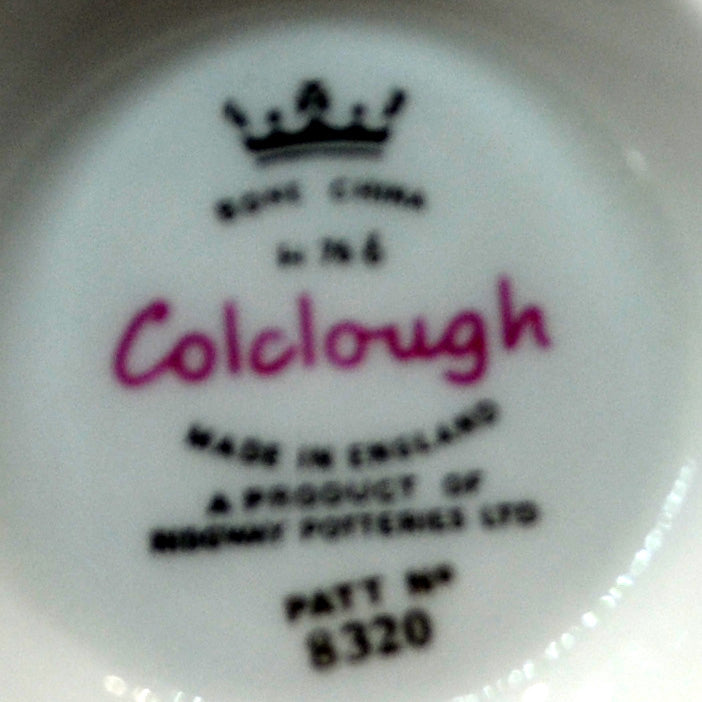 BONE CHINA
Colclough
MADE IN ENGLAND
A PRODUCT OF
RIDGWAY POTTERIES LTD
PATT Nº
8320